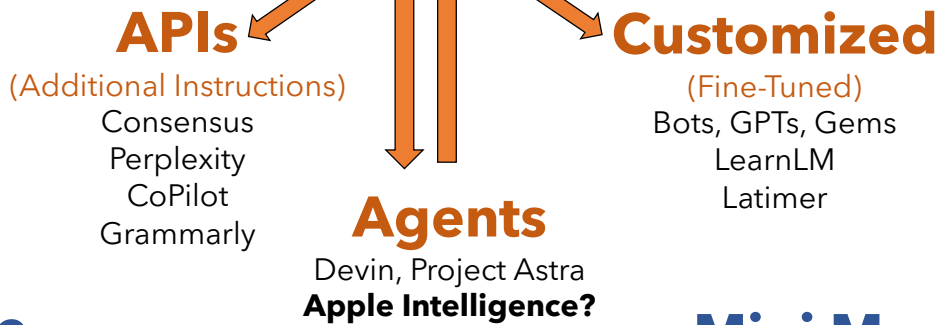 APIs
(Additional Instructions)
Consensus
Perplexity
CoPilot
Grammarly
Customized
(Fine-Tuned)
Bots, GPTs, Gems
LearnLM
Latimer
Agents
Devin, Project Astra
Apple Intelligence?